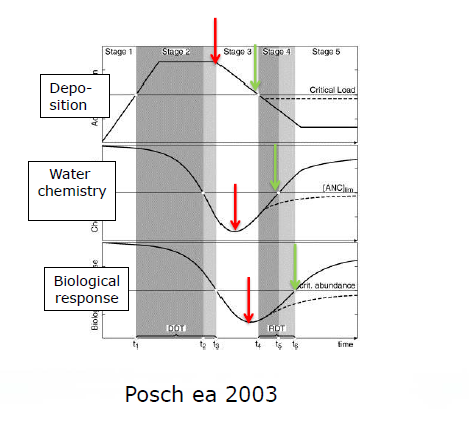 Stage 1 Stage 2 Stage 3 Stage 4 Stage 5
Depo-
sition
Critical Load
Water
chemistry
[ANC]lim
Biological
response
crit. abundance
DDT RDT
t1 t2 t3 t4 t5 t6 time
Posch ea 2003